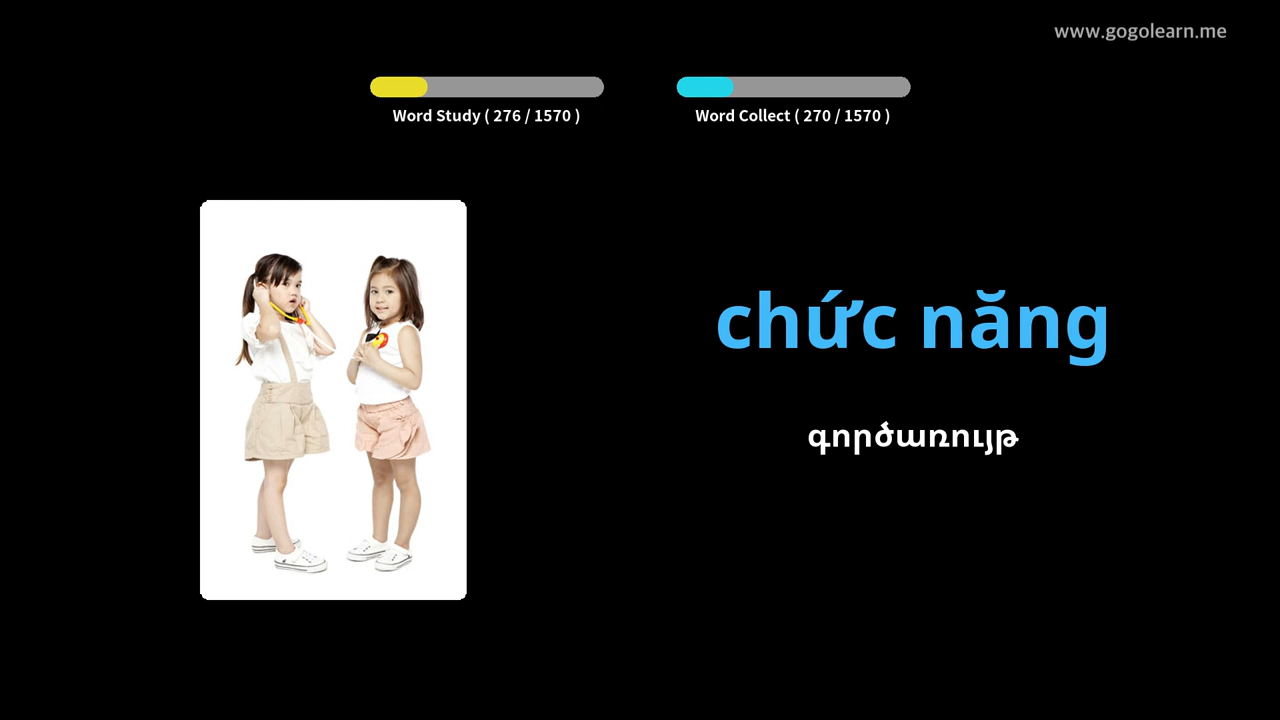 www.gogolearn.me
Word Study ( 276 / 1570 )
Word Collect ( 270 / 1570 )
chức năng
գործառույթ